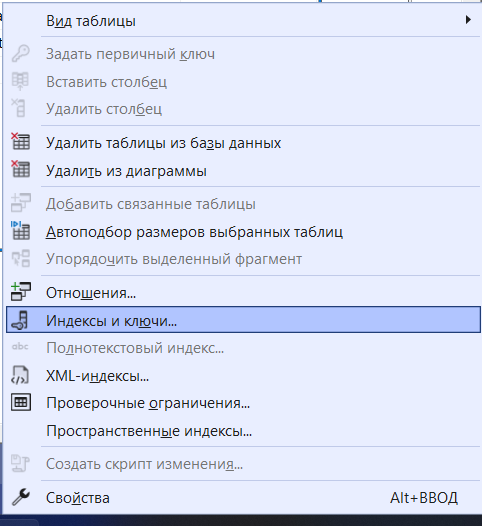 Вид таблицы
Задать первичный ключ
Вставить столбец
Удалить столбец
Удалить таблицы из базы данных
Удалить из диаграммы
Добавить связанные таблицы
Автоподбор размеров выбранных таблиц
Упорядочить выделенный фрагмент
Отношения...
Индексы и ключи...
abc Полнотекстовый индекс...
XML-индексы...
Проверочные ограничения...
Пространственные индексы...
Создать скрипт изменения...
Свойства Alt+ВВОД